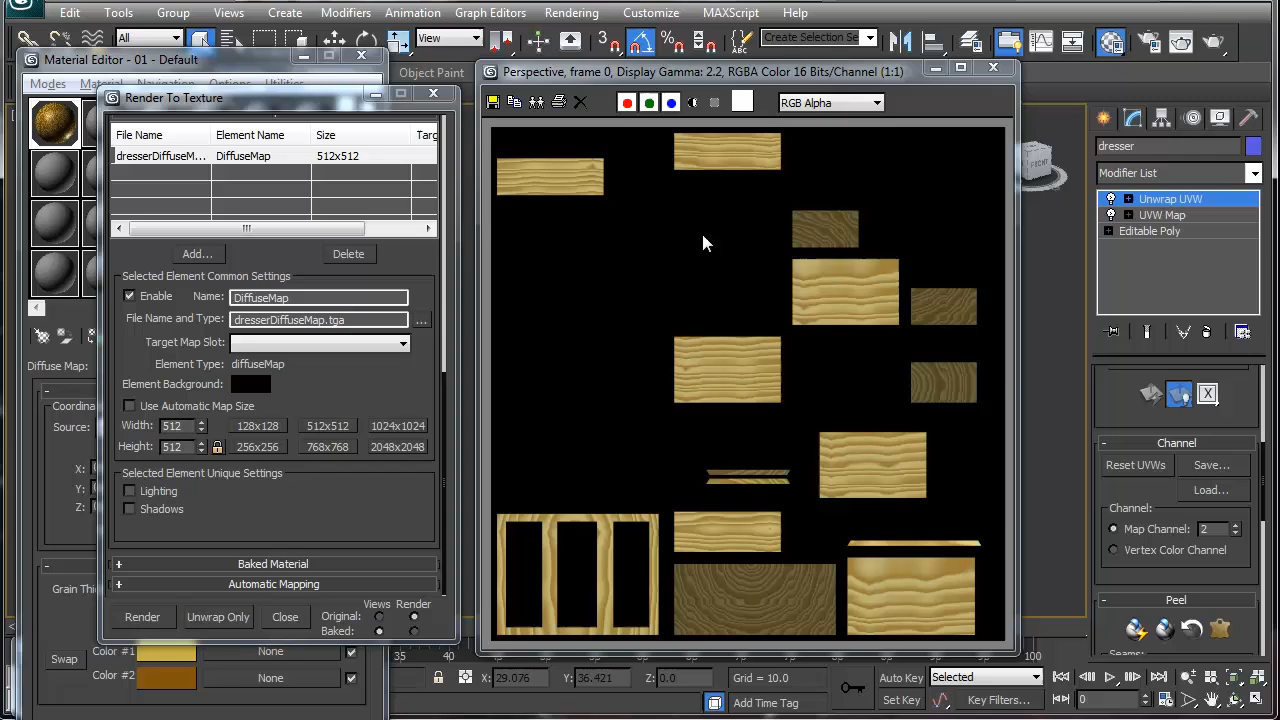 Edit Tools Group Views Create Modifiers Animation Graph Editors Rendering Customize MAXScript Help
All
View
3
%
Create Selection Se
Material Editor - 01 - Default
Modes
Object Paint
Render To Texture
File Name Element Name Size Targ
dresserDiffuseM... DiffuseMap 512x512
Add... Delete
Selected Element Common Settings
Enable Name: DiffuseMap
File Name and Type: dresserDiffuseMap.tga ...
Target Map Slot:
Element Type: diffuseMap
Element Background:
Use Automatic Map Size
Width: 512 128x128 512x512 1024x1024
Height: 512 256x256 768x768 2048x2048
Selected Element Unique Settings
Lighting
Shadows
+ Baked Material
+ Automatic Mapping
Views Render
Render Unwrap Only Close Original:
Baked:
Diffuse Map:
Source:
X:
Y:
Z:
Swap
Color #1 None
Color #2 None
Perspective, frame 0, Display Gamma: 2.2, RGBA Color 16 Bits/Channel (1:1)
RGB Alpha
FRONT
dresser
Modifier List
Unwrap UVW
UVW Map
Editable Poly
- Channel
Reset UVWs Save...
Load...
Channel:
Map Channel: 2
Vertex Color Channel
- Peel
Seams:
35 40 100
X: 29.076 Y: 36.421 Z: 0.0 Grid = 10.0
Add Time Tag
Auto Key Selected
Set Key Key Filters... 0